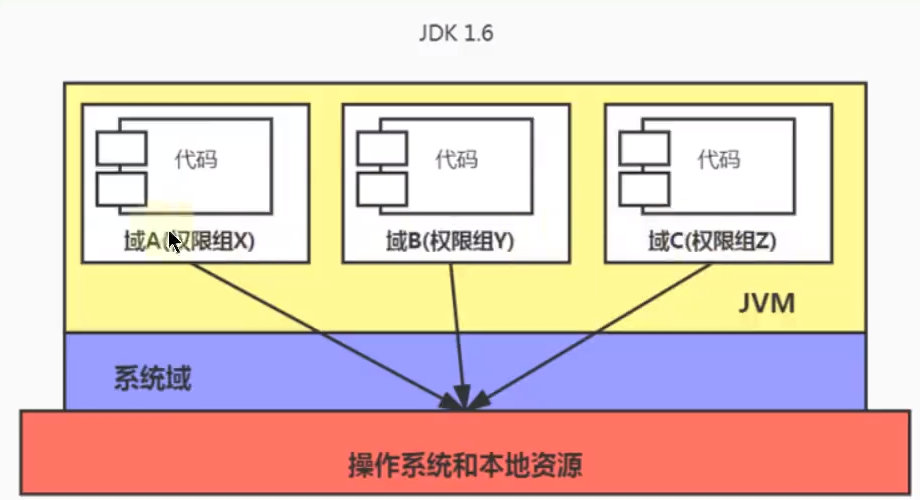 JDK 1.6
代码
代码
代码
域A(权限组X)
域B(权限组Y)
域C(权限组Z)
JVM
系统域
操作系统和本地资源